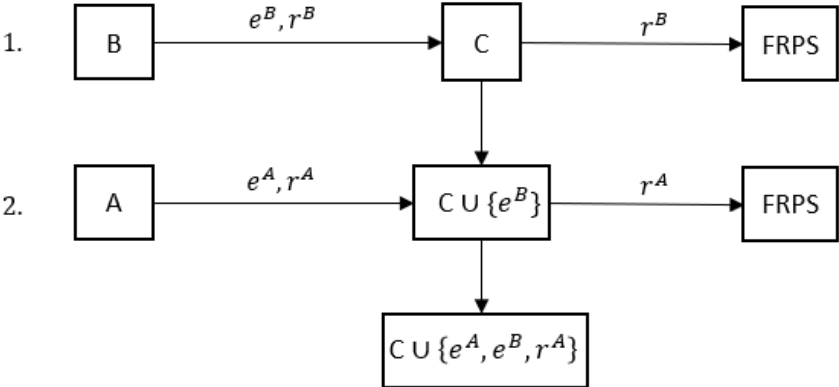 e^B, r^B r^B
1. B C FRPS
e^A, r^A r^A
2. A C ∪ {e^B} FRPS
C ∪ {e^A, e^B, r^A}